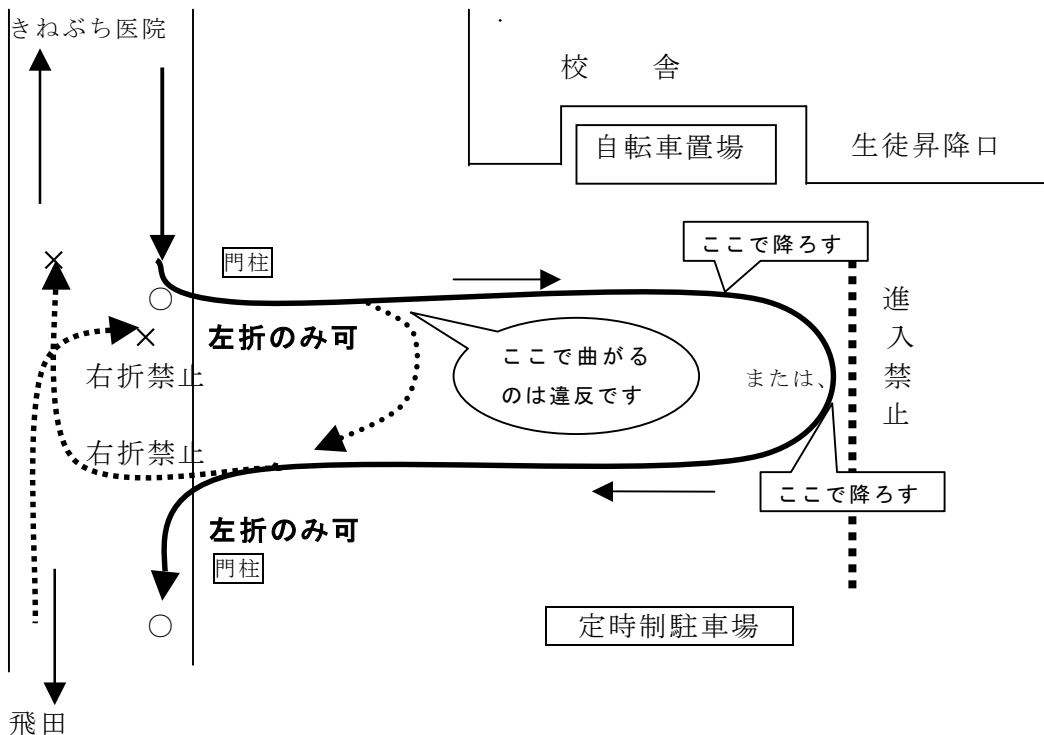 きねぶち医院
校　舎
自転車置場
生徒昇降口
門柱
ここで降ろす
○
左折のみ可
×
×
右折禁止
ここで曲がる
のは違反です
または、
進入禁止
右折禁止
ここで降ろす
左折のみ可
門柱
○
定時制駐車場
飛田